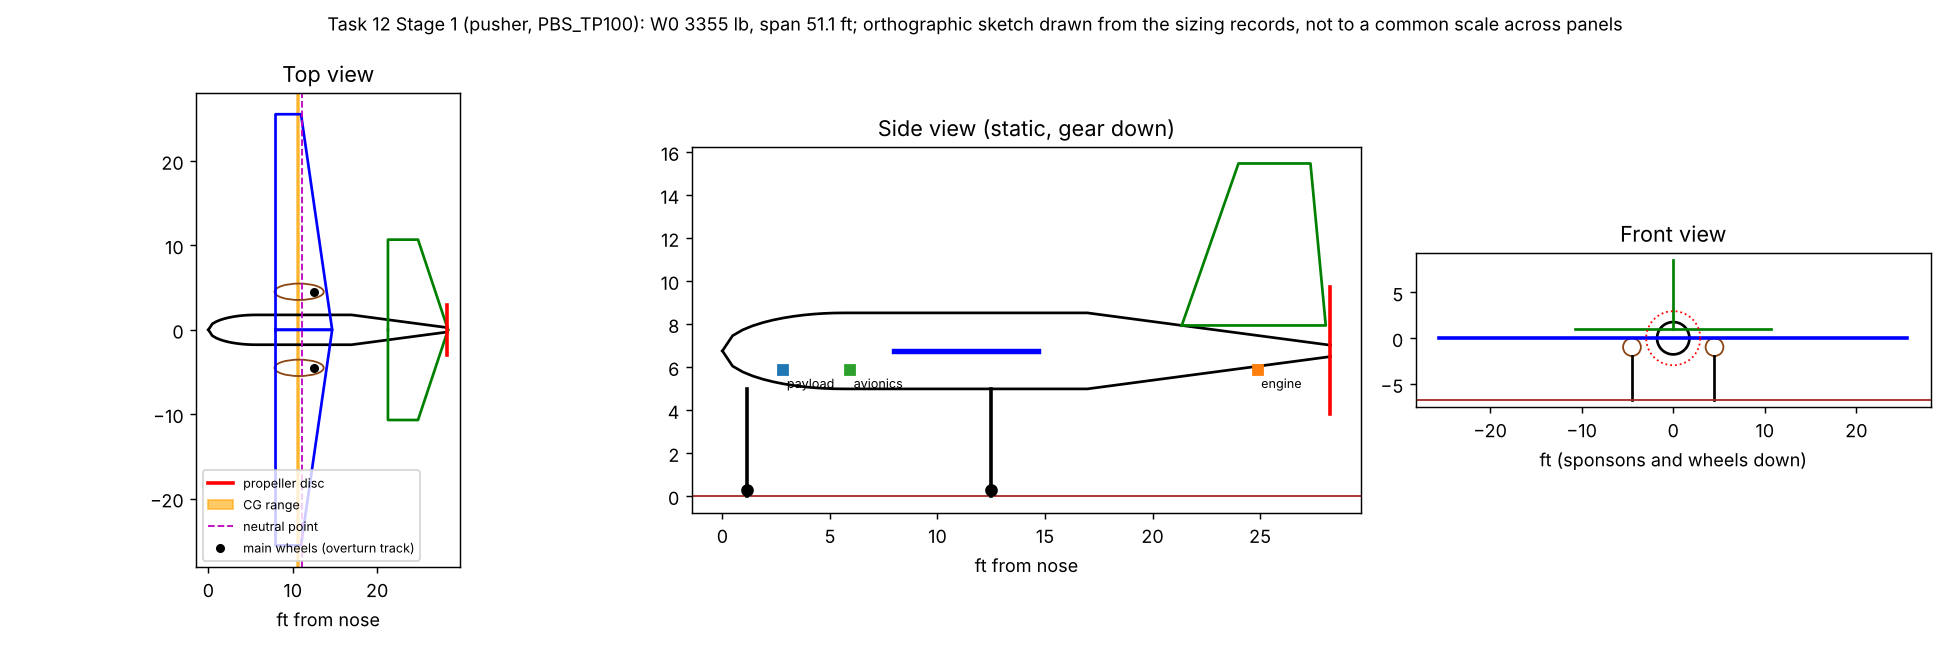 Task 12 Stage 1 (pusher, PBS_TP100): W0 3355 lb, span 51.1 ft; orthographic sketch drawn from the sizing records, not to a common scale across panels
Top view
20
10
0
−10
−20
propeller disc
CG range
neutral point
main wheels (overturn track)
0
10
20
ft from nose
Side view (static, gear down)
16
14
12
10
8
6
4
2
0
payload
avionics
engine
0
5
10
15
20
25
ft from nose
Front view
5
0
−5
−20
−10
0
10
20
ft (sponsons and wheels down)